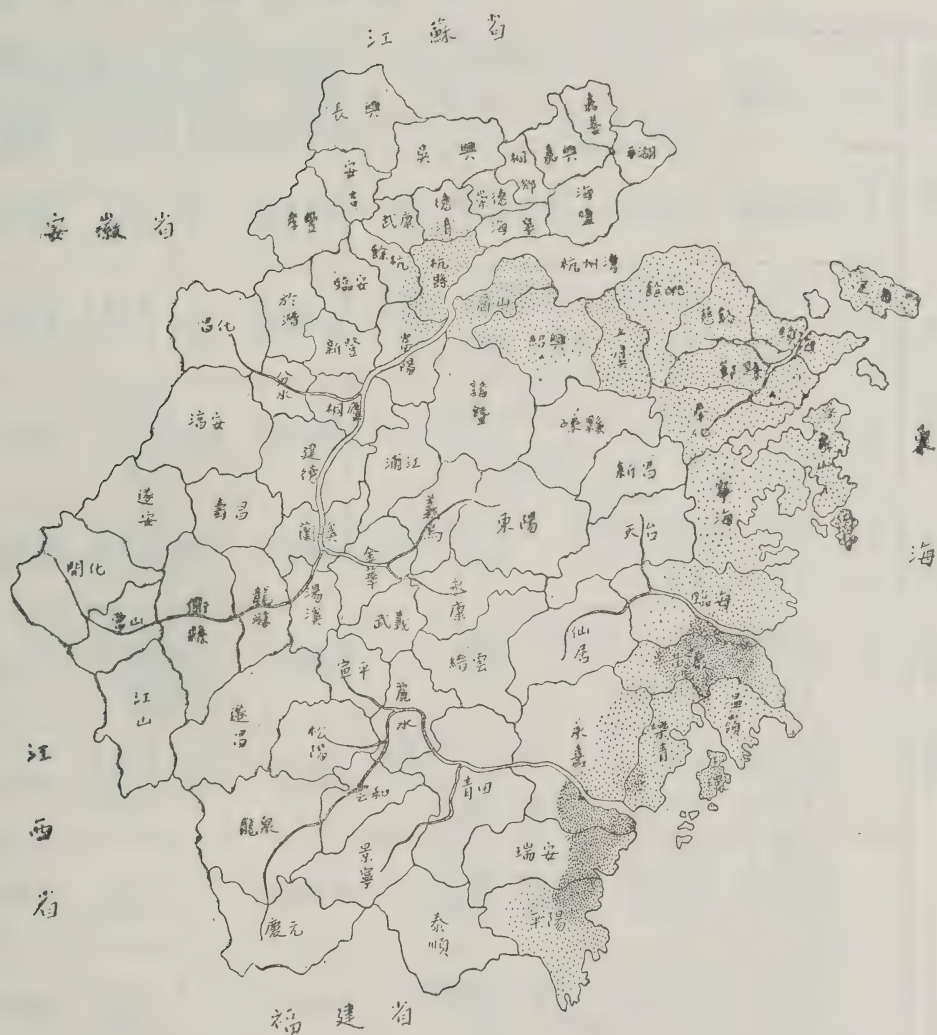 江蘇省
長興
嘉善
吳興
桐鄉
嘉興
平湖
安吉
德清
崇德
海鹽
武康
海寧
孝豐
安徽省
餘杭
杭縣
杭州灣
臨安
於潛
蕭山
餘姚
慈谿
定海
昌化
新登
富陽
紹興
上虞
鎮海
鄞縣
分水
桐廬
諸暨
奉化
淳安
嵊縣
象山
東海
建德
浦江
新昌
寧海
遂安
壽昌
義烏
東陽
天台
蘭谿
金華
開化
湯溪
永康
臨海
常山
衢縣
龍游
武義
仙居
宣平
縉雲
黃巖
江山
麗水
溫嶺
遂昌
松陽
永嘉
樂清
玉環
江西省
青田
雲和
龍泉
瑞安
景寧
慶元
泰順
平陽
福建省